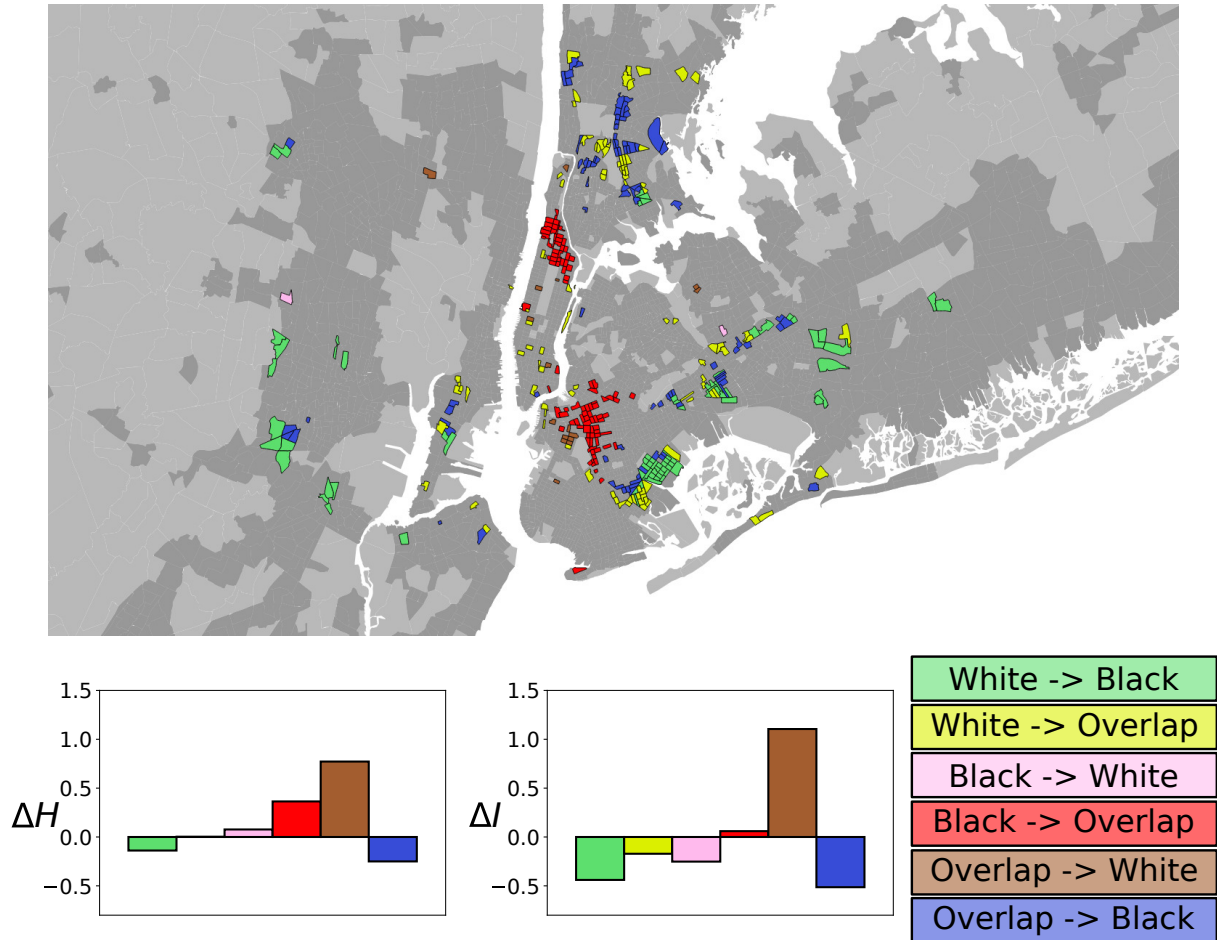 1.5
1.0
0.5
0.0
−0.5
ΔH
1.5
1.0
0.5
0.0
−0.5
ΔI
White -> Black
White -> Overlap
Black -> White
Black -> Overlap
Overlap -> White
Overlap -> Black